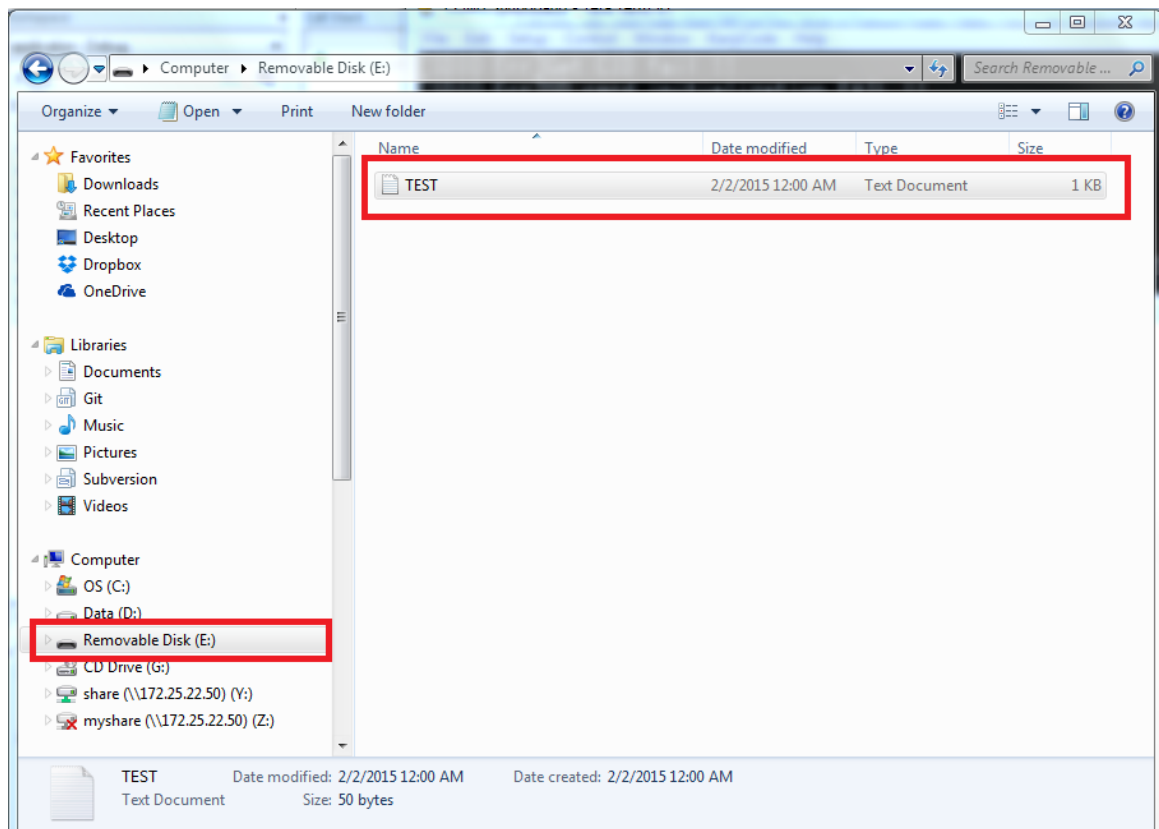 Computer Removable Disk (E:) Search Removable ...
Organize Open Print New folder
Name Date modified Type Size
TEST 2/2/2015 12:00 AM Text Document 1 KB
Favorites
Downloads
Recent Places
Desktop
Dropbox
OneDrive
Libraries
Documents
Git
Music
Pictures
Subversion
Videos
Computer
OS (C:)
Data (D:)
Removable Disk (E:)
CD Drive (G:)
share (\\172.25.22.50) (Y:)
myshare (\\172.25.22.50) (Z:)
TEST Date modified: 2/2/2015 12:00 AM Date created: 2/2/2015 12:00 AM
Text Document Size: 50 bytes